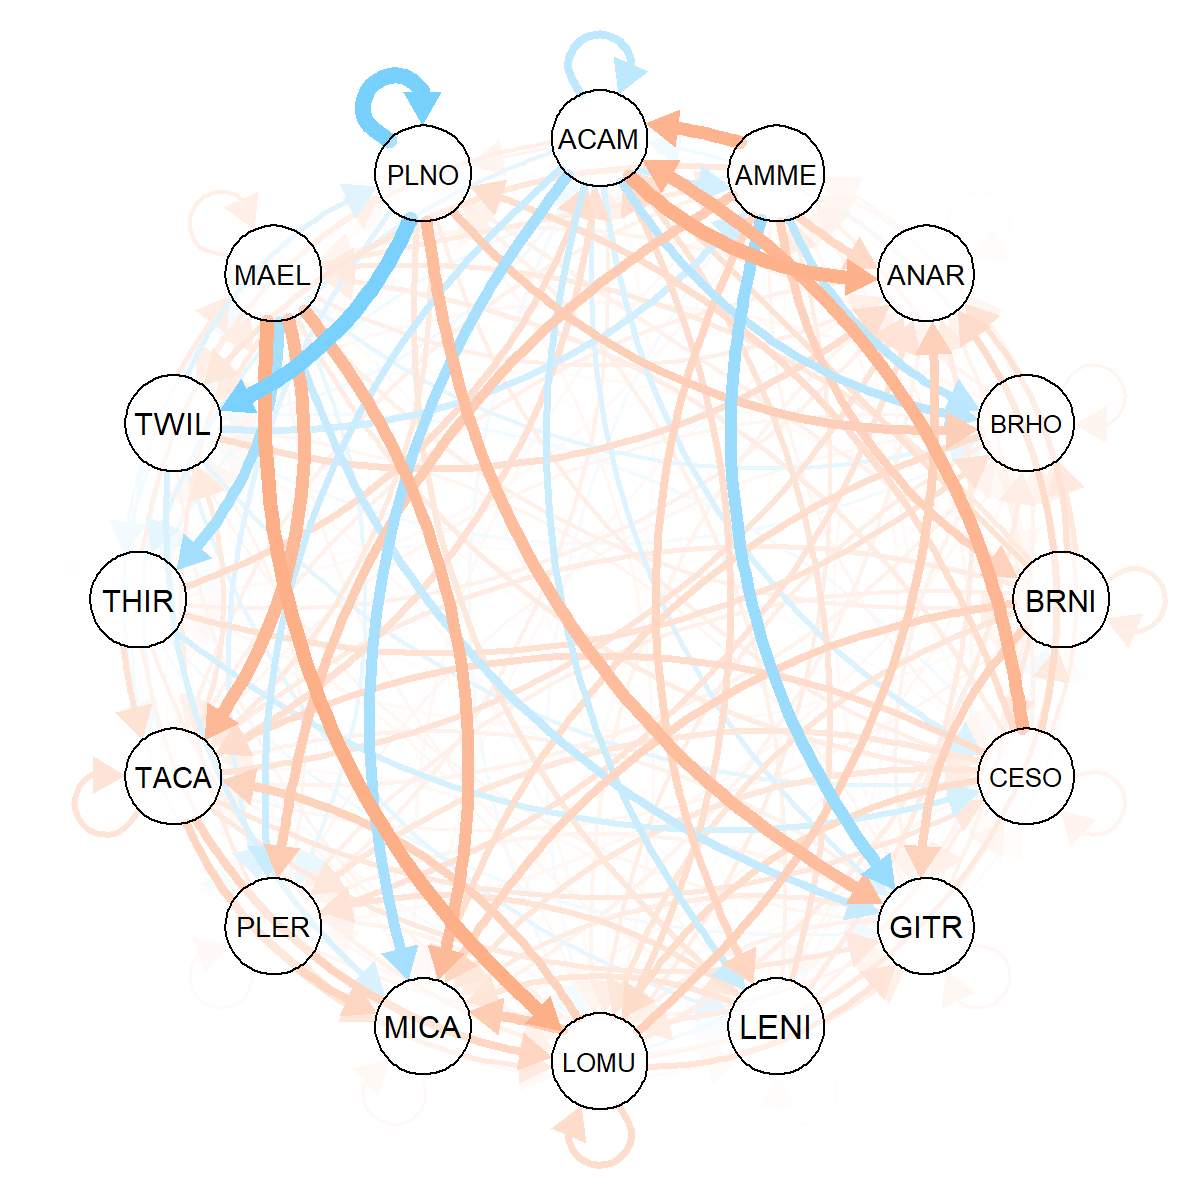 ACAM
PLNO
AMME
MAEL
ANAR
TWIL
BRHO
THIR
BRNI
TACA
CESO
PLER
GITR
MICA
LENI
LOMU